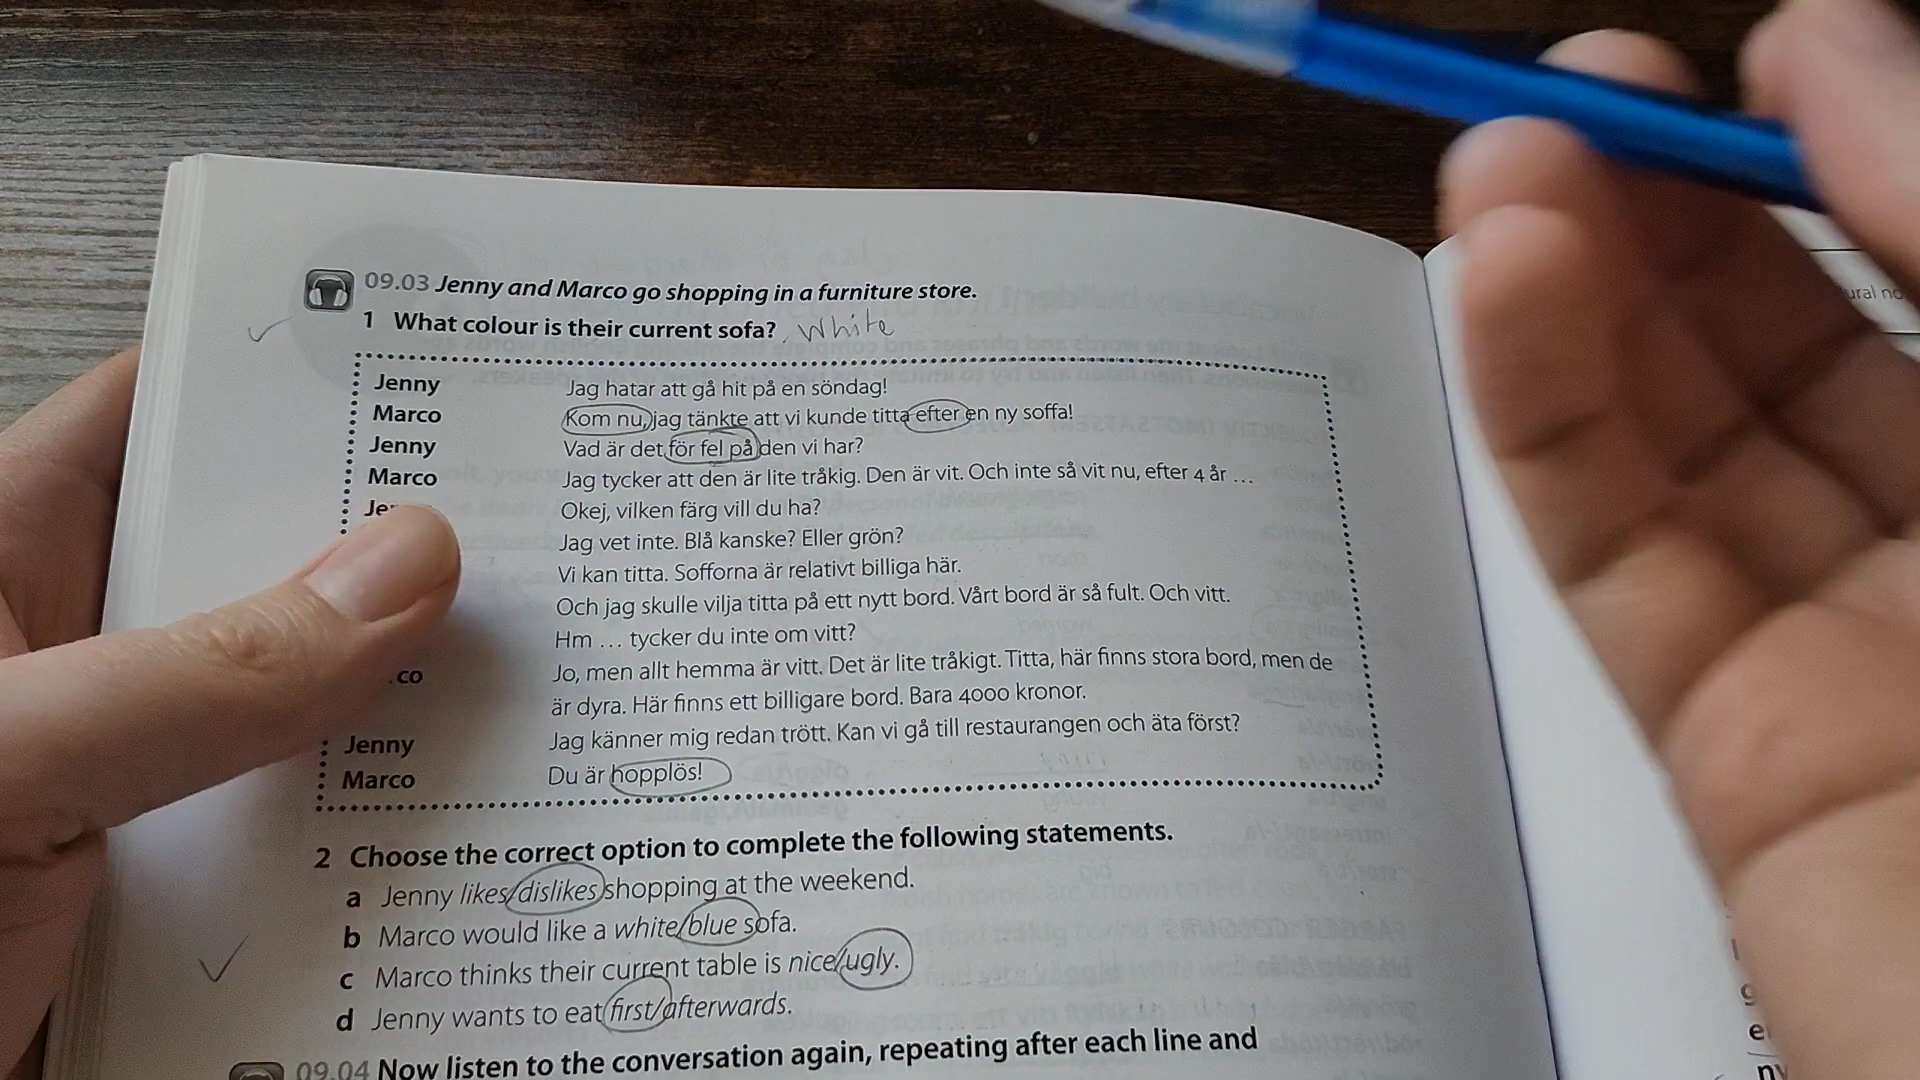 09.03 Jenny and Marco go shopping in a furniture store.
1 What colour is their current sofa? White
Jenny Jag hatar att gå hit på en söndag!
Marco Kom nu, jag tänkte att vi kunde titta efter en ny soffa!
Jenny Vad är det för fel på den vi har?
Marco Jag tycker att den är lite tråkig. Den är vit. Och inte så vit nu, efter 4 år ...
Je Okej, vilken färg vill du ha?
Jag vet inte. Blå kanske? Eller grön?
Vi kan titta. Sofforna är relativt billiga här.
Och jag skulle vilja titta på ett nytt bord. Vårt bord är så fult. Och vitt.
Hm ... tycker du inte om vitt?
co Jo, men allt hemma är vitt. Det är lite tråkigt. Titta, här finns stora bord, men de
är dyra. Här finns ett billigare bord. Bara 4000 kronor.
Jenny Jag känner mig redan trött. Kan vi gå till restaurangen och äta först?
Marco Du är hopplös!
2 Choose the correct option to complete the following statements.
a Jenny likes/dislikes shopping at the weekend.
b Marco would like a white/blue sofa.
c Marco thinks their current table is nice/ugly.
d Jenny wants to eat first/afterwards.
09.04 Now listen to the conversation again, repeating after each line and